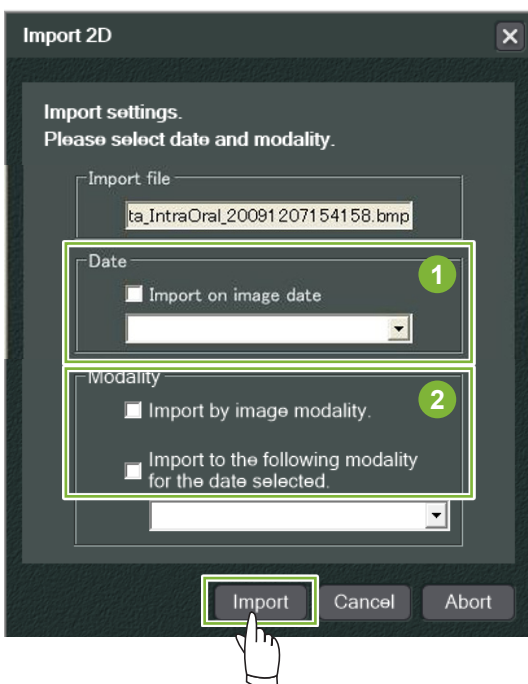 Import 2D
Import settings.
Please select date and modality.
Import file
ta_IntraOral_20091207154158.bmp
Date
1
Import on image date
Modality
2
Import by image modality.
Import to the following modality
for the date selected.
Import Cancel Abort